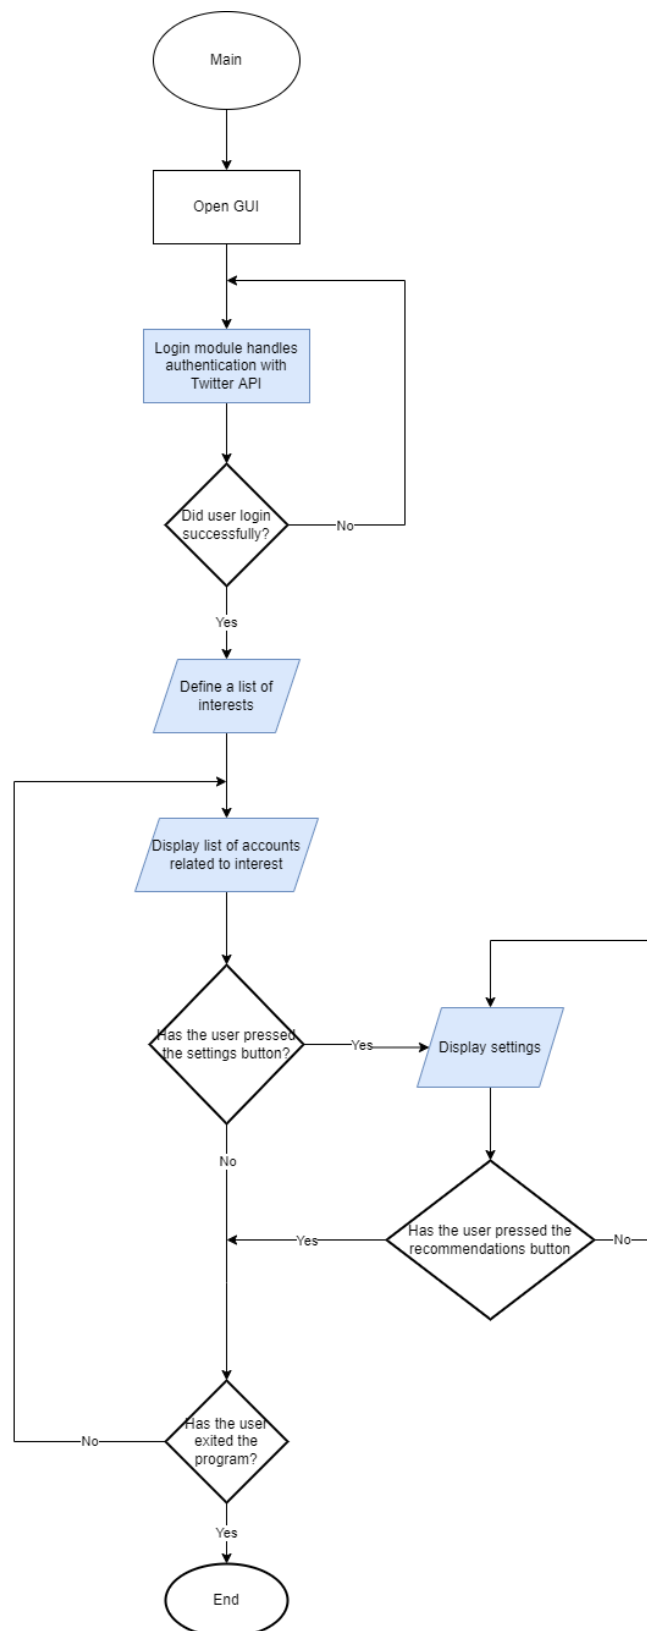 Main
Open GUI
Login module handles
authentication with
Twitter API
Did user login
successfully?
No
Yes
Define a list of
interests
Display list of accounts
related to interest
Has the user pressed
the settings button?
Yes
Display settings
No
Has the user pressed the
recommendations button
Yes
No
Has the user
exited the
program?
No
Yes
End